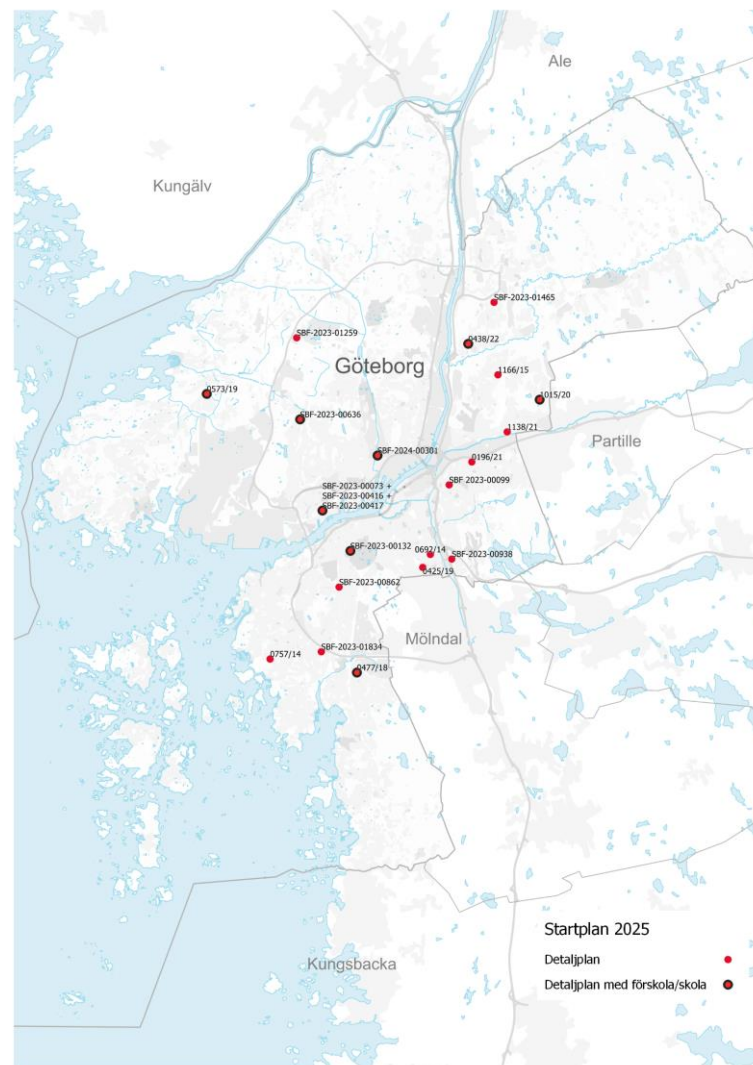 Ale
Kungälv
SBF-2023-01465
SBF-2023-01259
0438/22
Göteborg
1166/15
0573/19
1015/20
SBF-2023-00636
1138/21
Partille
SBF-2024-00301
0196/21
SBF 2023-00099
SBF-2023-00073 +
SBF-2023-00416 +
SBF-2023-00417
SBF-2023-00132
0692/14
SBF-2023-00938
0425/19
SBF-2023-00862
Mölndal
SBF-2023-01834
0757/14
0477/18
Startplan 2025
Detaljplan
Detaljplan med förskola/skola
Kungsbacka